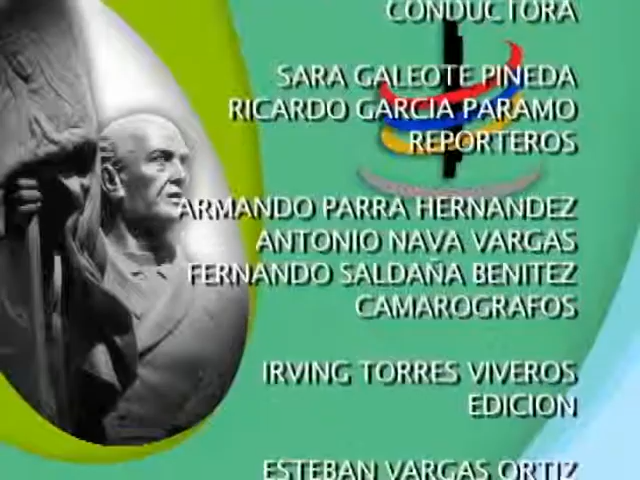 CONDUCTORA
SARA GALEOTE PINEDA
RICARDO GARCIA PARAMO
REPORTEROS
ARMANDO PARRA HERNANDEZ
ANTONIO NAVA VARGAS
FERNANDO SALDAÑA BENITEZ
CAMAROGRAFOS
IRVING TORRES VIVEROS
EDICION
ESTEBAN VARGAS ORTIZ